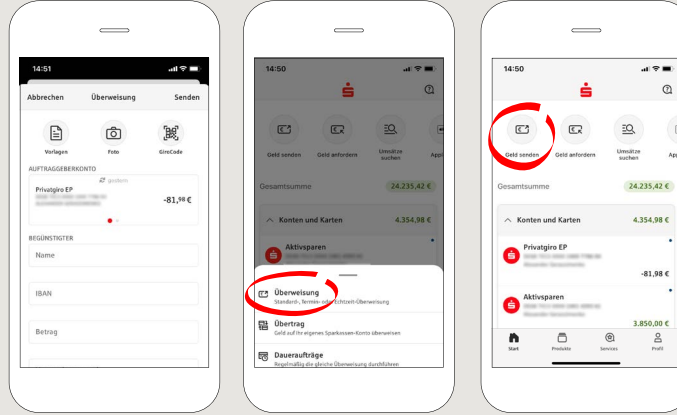 14:51
Abbrechen Überweisung Senden
Vorlagen Foto GiroCode
AUFTRAGGEBERKONTO
gestern
Privatgiro EP
-81,98 €
BEGÜNSTIGTER
Name
IBAN
Betrag
14:50
Geld senden Geld anfordern Umsätze suchen Appl
Gesamtsumme 24.235,42 €
Konten und Karten 4.354,98 €
Aktivsparen
Überweisung
Standard-, Termin- oder Echtzeit-Überweisung
Übertrag
Geld auf Ihr eigenes Sparkassen-Konto überweisen
Daueraufträge
Regelmäßig die gleiche Überweisung durchführen
14:50
Geld senden Geld anfordern Umsätze suchen App
Gesamtsumme 24.235,42 €
Konten und Karten 4.354,98 €
Privatgiro EP
-81,98 €
Aktivsparen
3.850,00 €
Start Produkte Services Profil